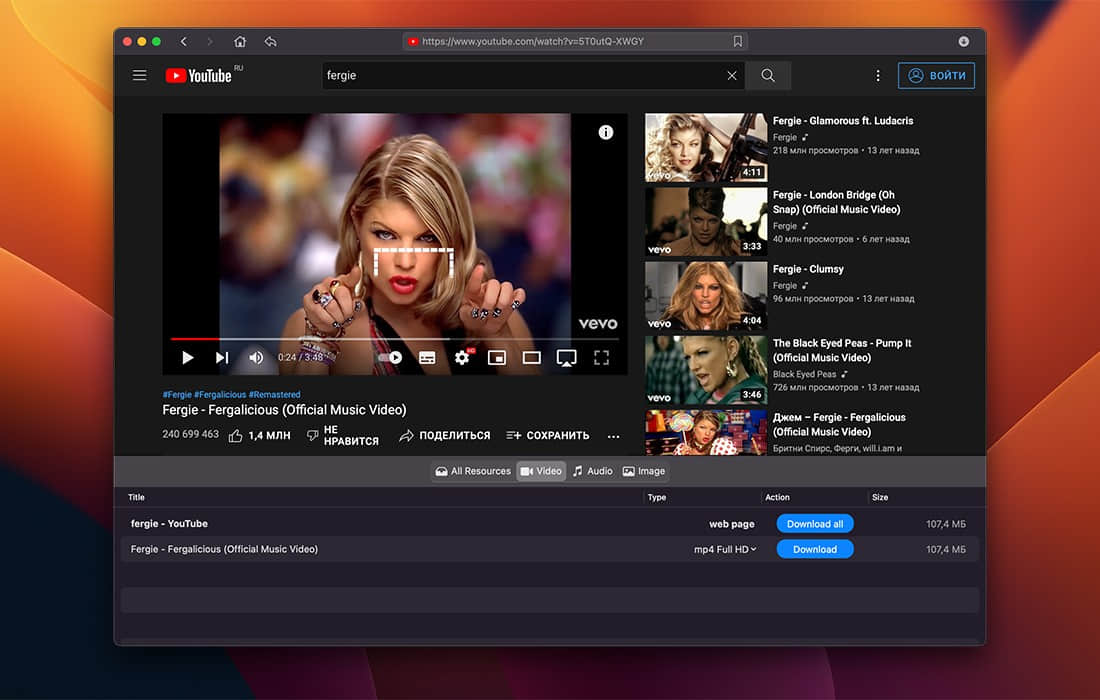 https://www.youtube.com/watch?v=5T0utQ-XWGY
YouTube RU
fergie
ВОЙТИ
vevo
0:24 / 3:48
HD
#Fergie #Fergalicious #Remastered
Fergie - Fergalicious (Official Music Video)
240 699 463
1,4 МЛН
НЕ
НРАВИТСЯ
ПОДЕЛИТЬСЯ
СОХРАНИТЬ
vevo
4:11
Fergie - Glamorous ft. Ludacris
Fergie
218 млн просмотров • 13 лет назад
vevo
3:33
Fergie - London Bridge (Oh
Snap) (Official Music Video)
Fergie
40 млн просмотров • 6 лет назад
vevo
4:04
Fergie - Clumsy
Fergie
96 млн просмотров • 13 лет назад
vevo
3:46
The Black Eyed Peas - Pump It
(Official Music Video)
Black Eyed Peas
726 млн просмотров • 13 лет назад
Джем – Fergie - Fergalicious
(Official Music Video)
Бритни Спирс, Ферги, will.i.am и
All Resources Video Audio Image
Title Type Action Size
fergie - YouTube web page Download all 107,4 МБ
Fergie - Fergalicious (Official Music Video) mp4 Full HD Download 107,4 МБ